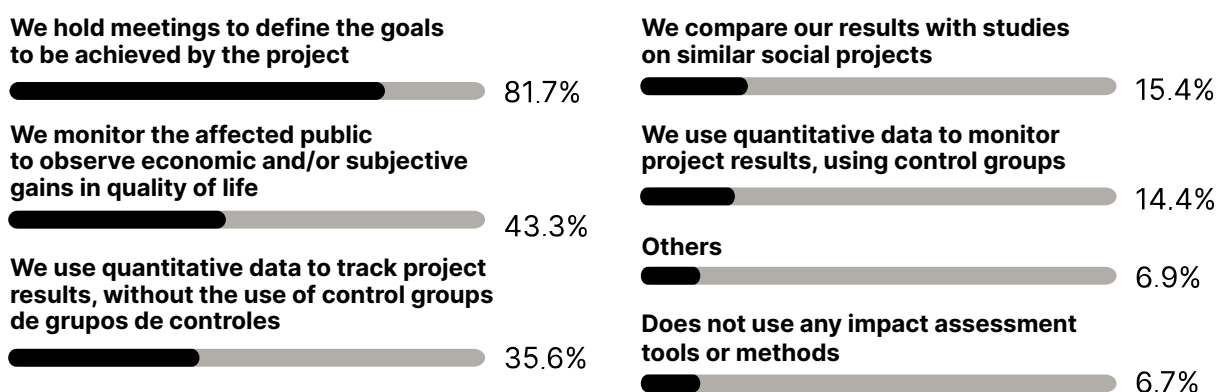 We hold meetings to define the goals
to be achieved by the project
81.7%
We monitor the affected public
to observe economic and/or subjective
gains in quality of life
43.3%
We use quantitative data to track project
results, without the use of control groups
de grupos de controles
35.6%
We compare our results with studies
on similar social projects
15.4%
We use quantitative data to monitor
project results, using control groups
14.4%
Others
6.9%
Does not use any impact assessment
tools or methods
6.7%